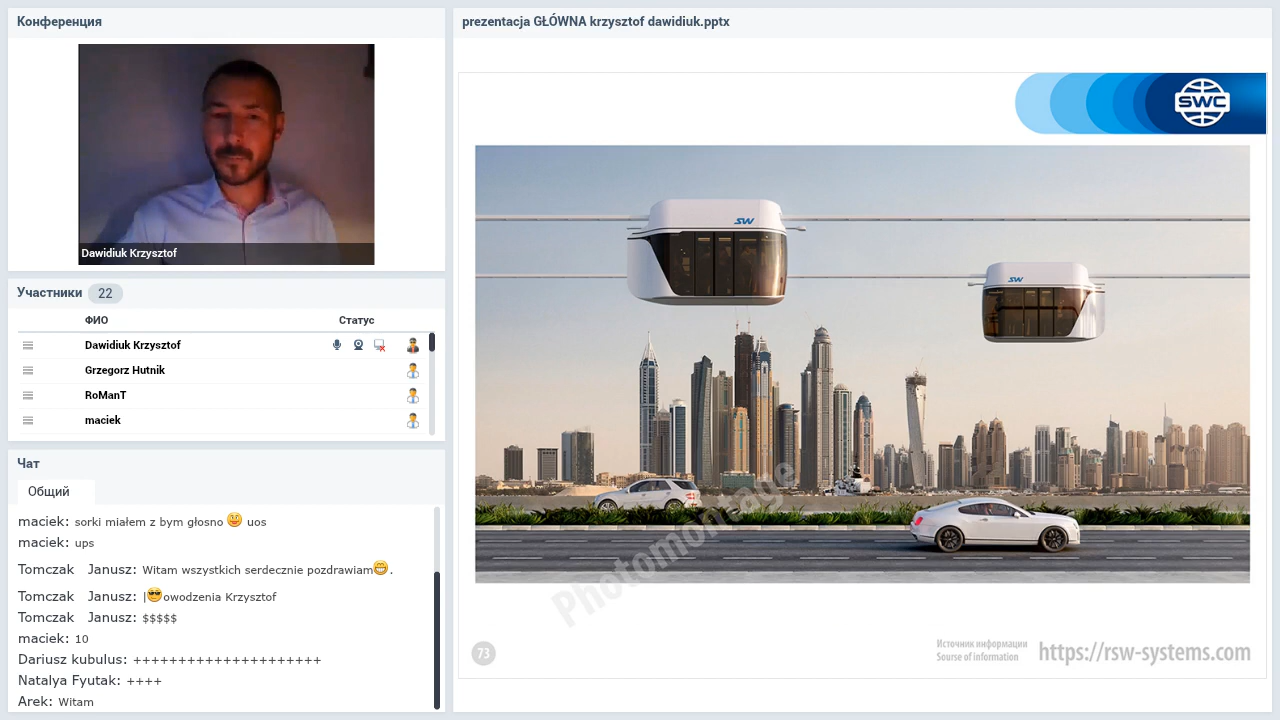 Конференция
Dawidiuk Krzysztof
Участники 22
ФИО Статус
Dawidiuk Krzysztof
Grzegorz Hutnik
RoManT
maciek
Чат
Общий
maciek: sorki miałem z bym głosno uos
maciek: ups
Tomczak Janusz: Witam wszystkich serdecznie pozdrawiam .
Tomczak Janusz: |owodzenia Krzysztof
Tomczak Janusz: $$$$$
maciek: 10
Dariusz kubulus: +++++++++++++++++++++
Natalya Fyutak: ++++
Arek: Witam
prezentacja GŁÓWNA krzysztof dawidiuk.pptx
SWC
SW
SW
Photomontage
73
Источник информации
Sourse of information
https://rsw-systems.com